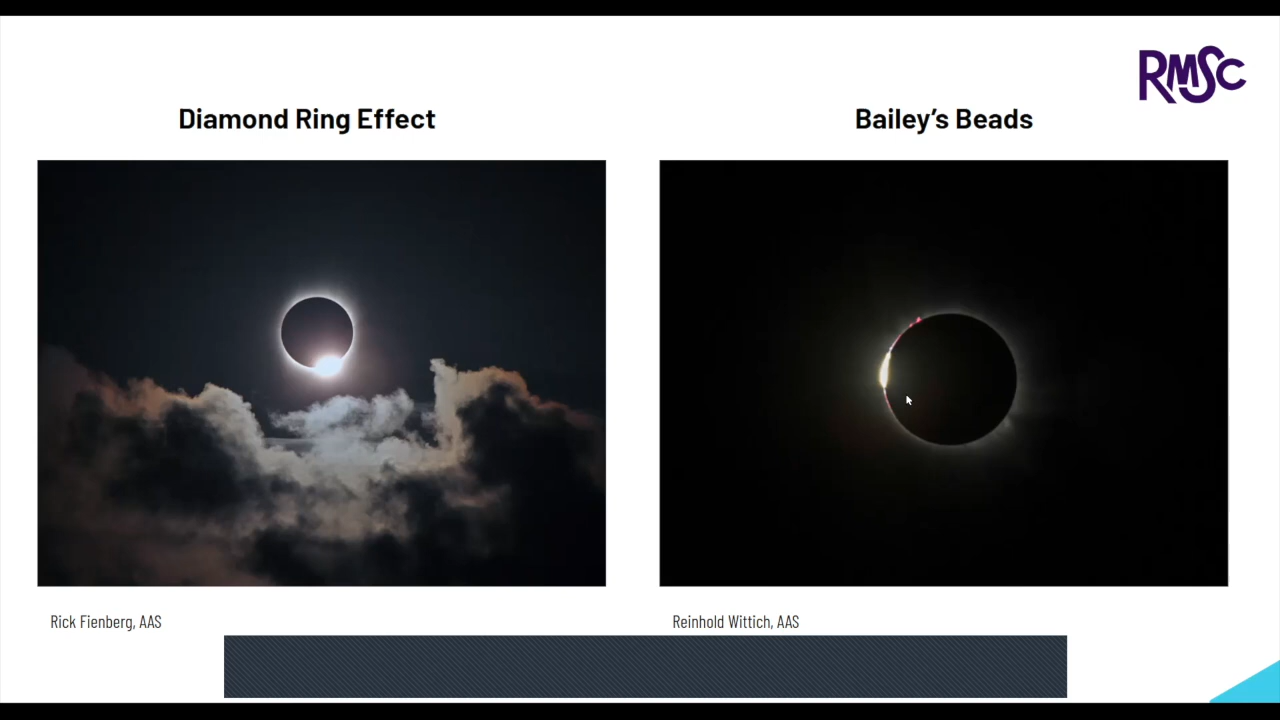 RMSC
Diamond Ring Effect
Bailey’s Beads
Rick Fienberg, AAS
Reinhold Wittich, AAS